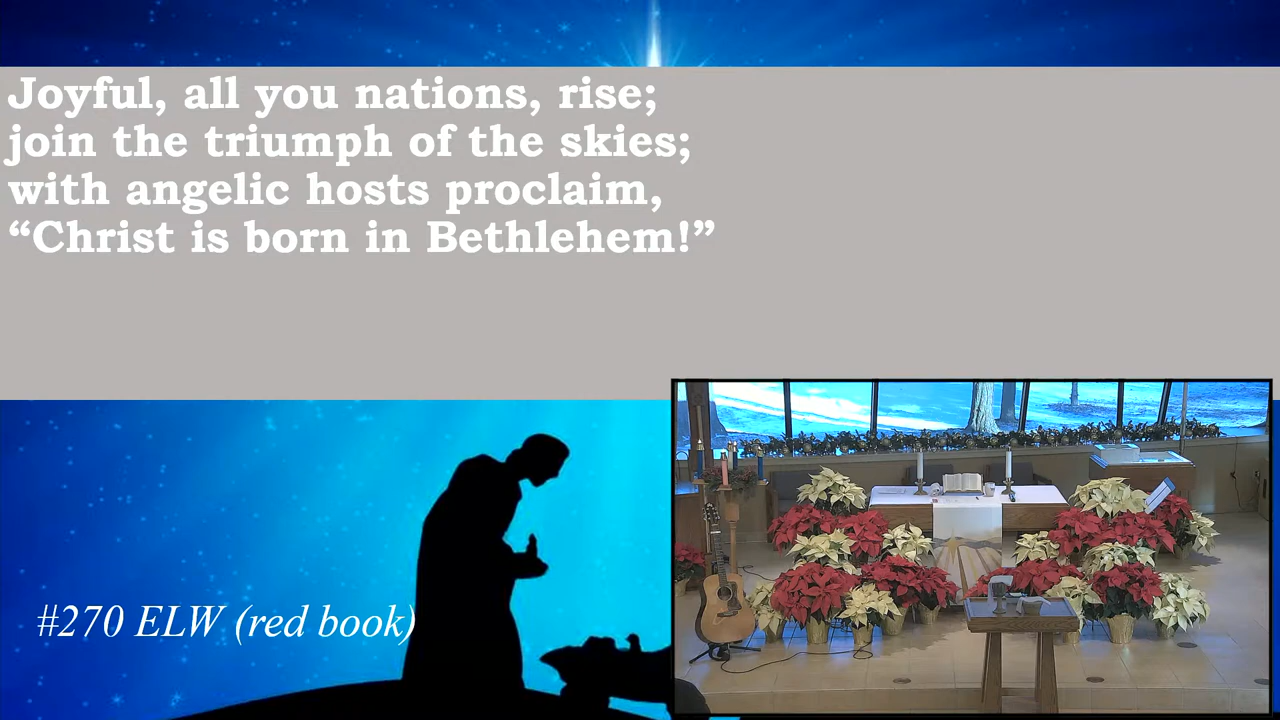 Joyful, all you nations, rise;
join the triumph of the skies;
with angelic hosts proclaim,
“Christ is born in Bethlehem!”
#270 ELW (red book)